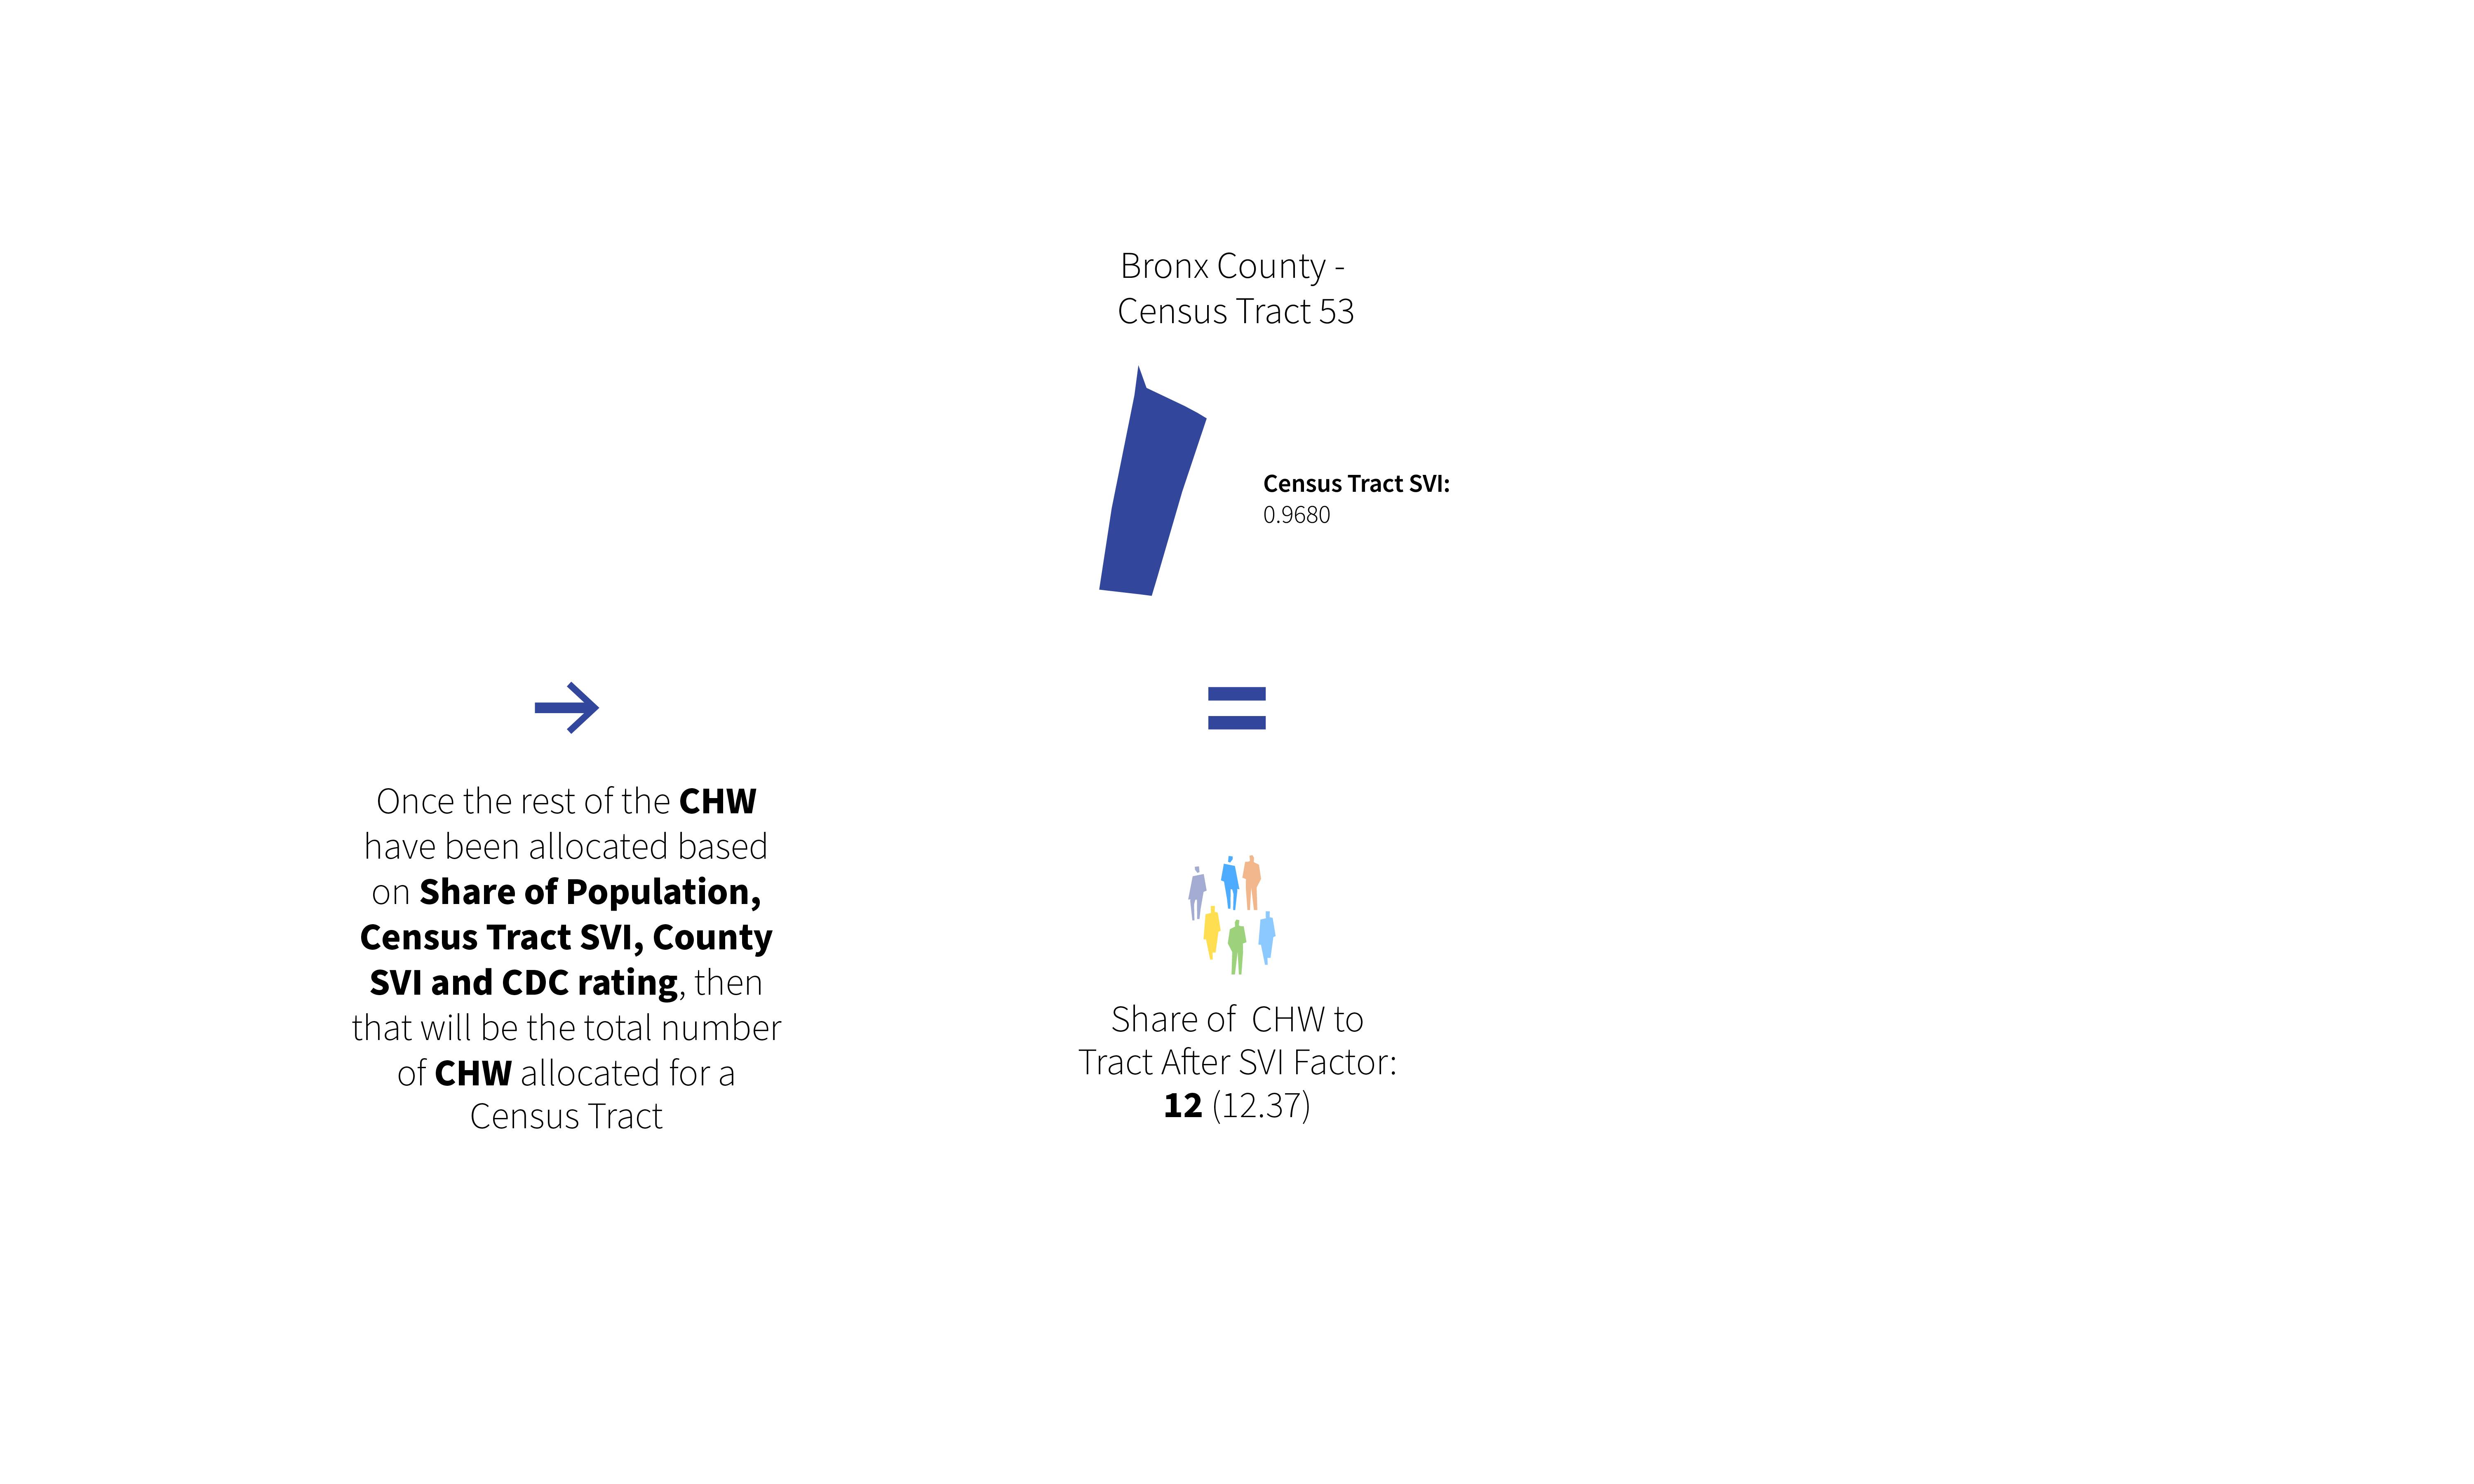 Bronx County -
Census Tract 53
Census Tract SVI:
0.9680
Once the rest of the CHW
have been allocated based
on Share of Population,
Census Tract SVI, County
SVI and CDC rating, then
that will be the total number
of CHW allocated for a
Census Tract
Share of  CHW to
Tract After SVI Factor:
12 (12.37)